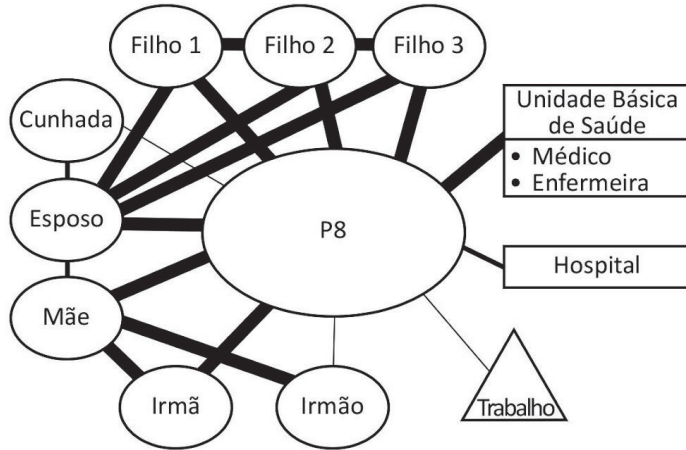 Filho 1
Filho 2
Filho 3
Cunhada
Unidade Básica
de Saúde
• Médico
• Enfermeira
Esposo
P8
Hospital
Mãe
Irmã
Irmão
Trabalho